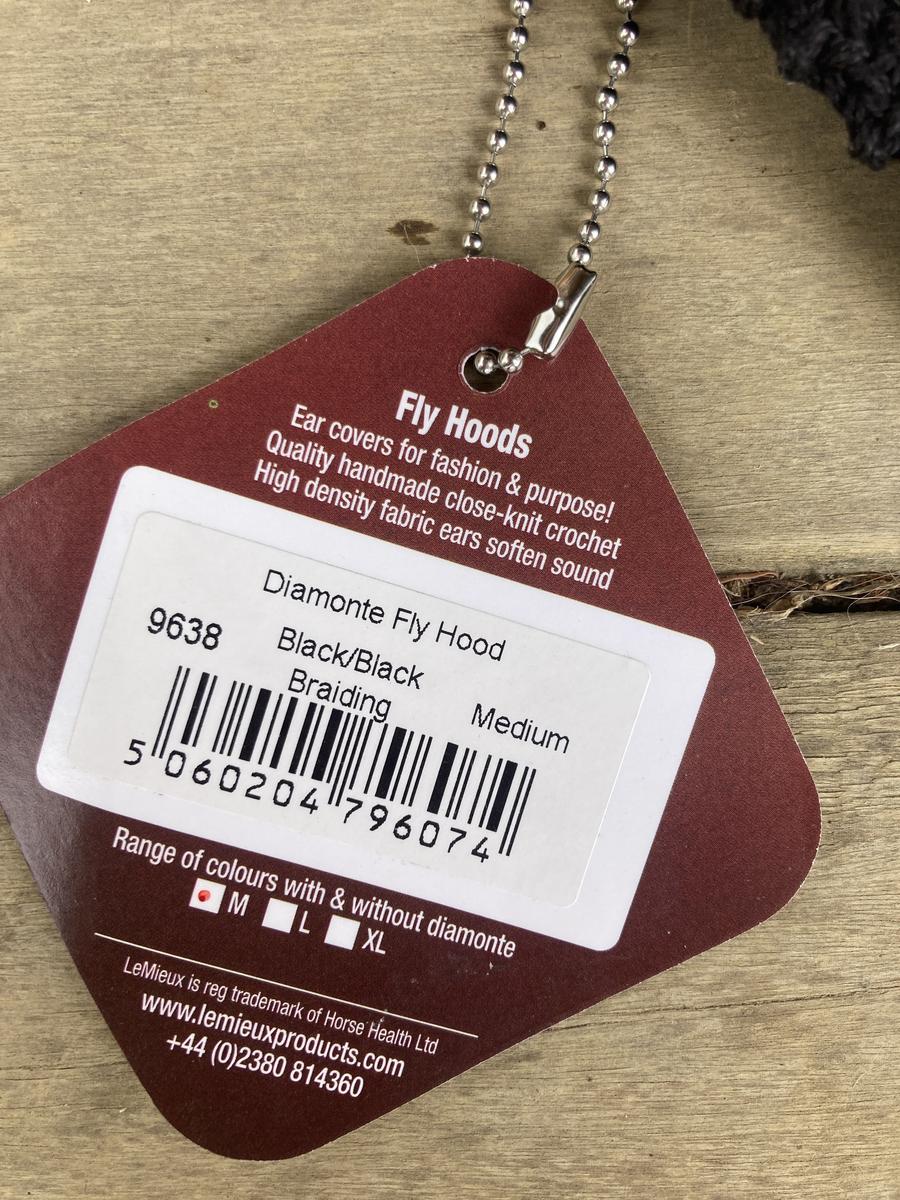 Fly Hoods
Ear covers for fashion & purpose!
Quality handmade close-knit crochet
High density fabric ears soften sound
Diamonte Fly Hood
9638 Black/Black
Braiding Medium
5 060204 796074
Range of colours with & without diamonte
M L XL
LeMieux is reg trademark of Horse Health Ltd
www.lemieuxproducts.com
+44 (0)2380 814360